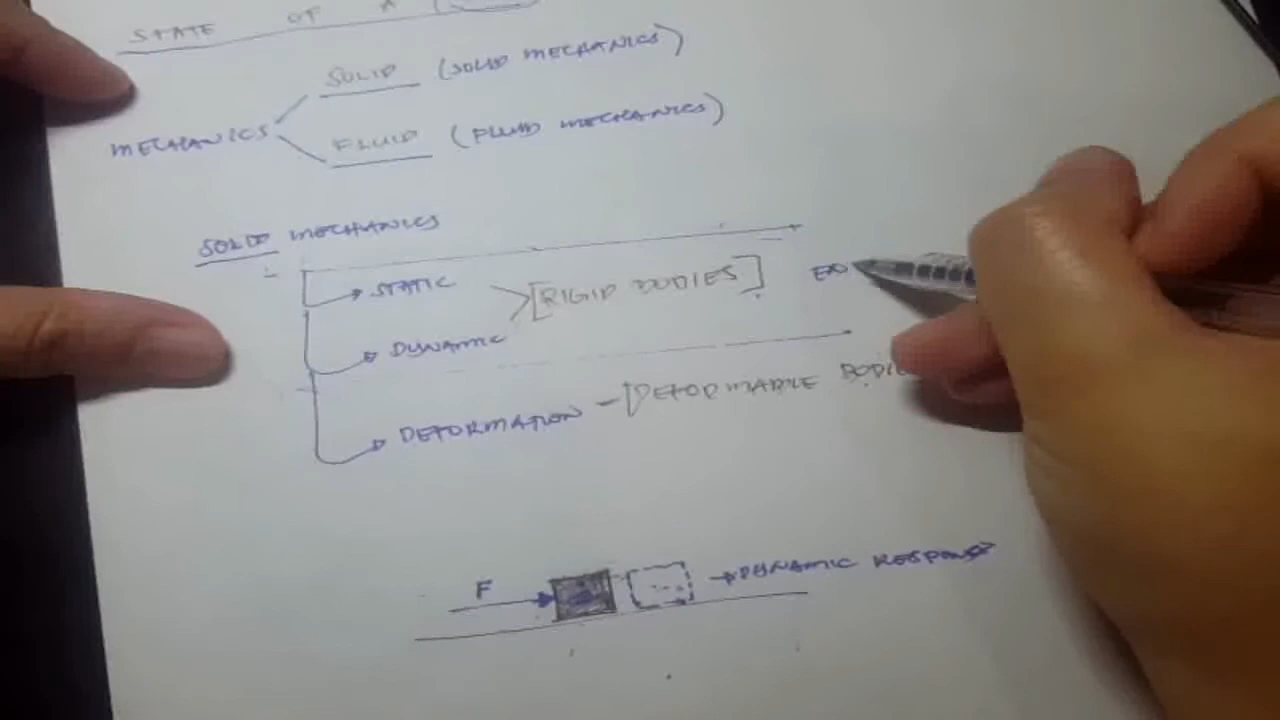 STATE OF A
SOLID (SOLID MECHANICS)
MECHANICS
FLUID (FLUID MECHANICS)
SOLID MECHANICS
STATIC
[RIGID BODIES]
DYNAMIC
DEFORMATION - [DEFORMABLE
F
DYNAMIC RESPONSE